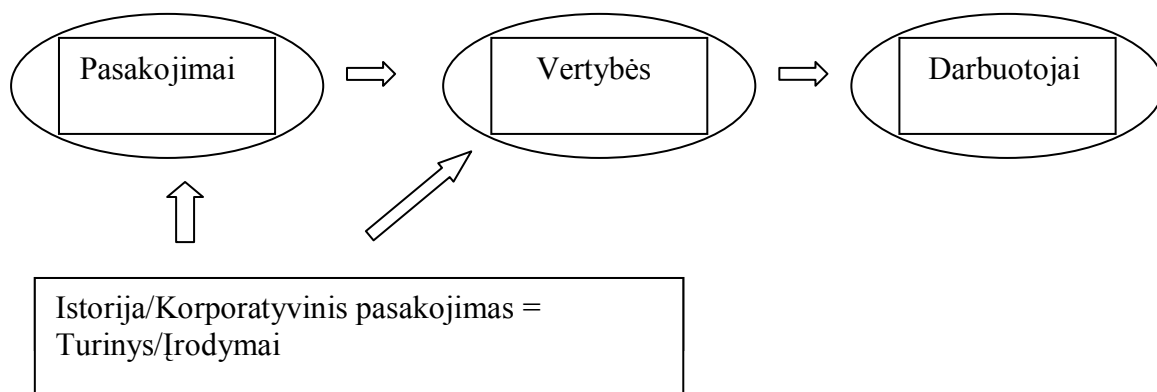 Pasakojimai
Vertybės
Darbuotojai
Istorija/Korporatyvinis pasakojimas =
Turinys/Įrodymai